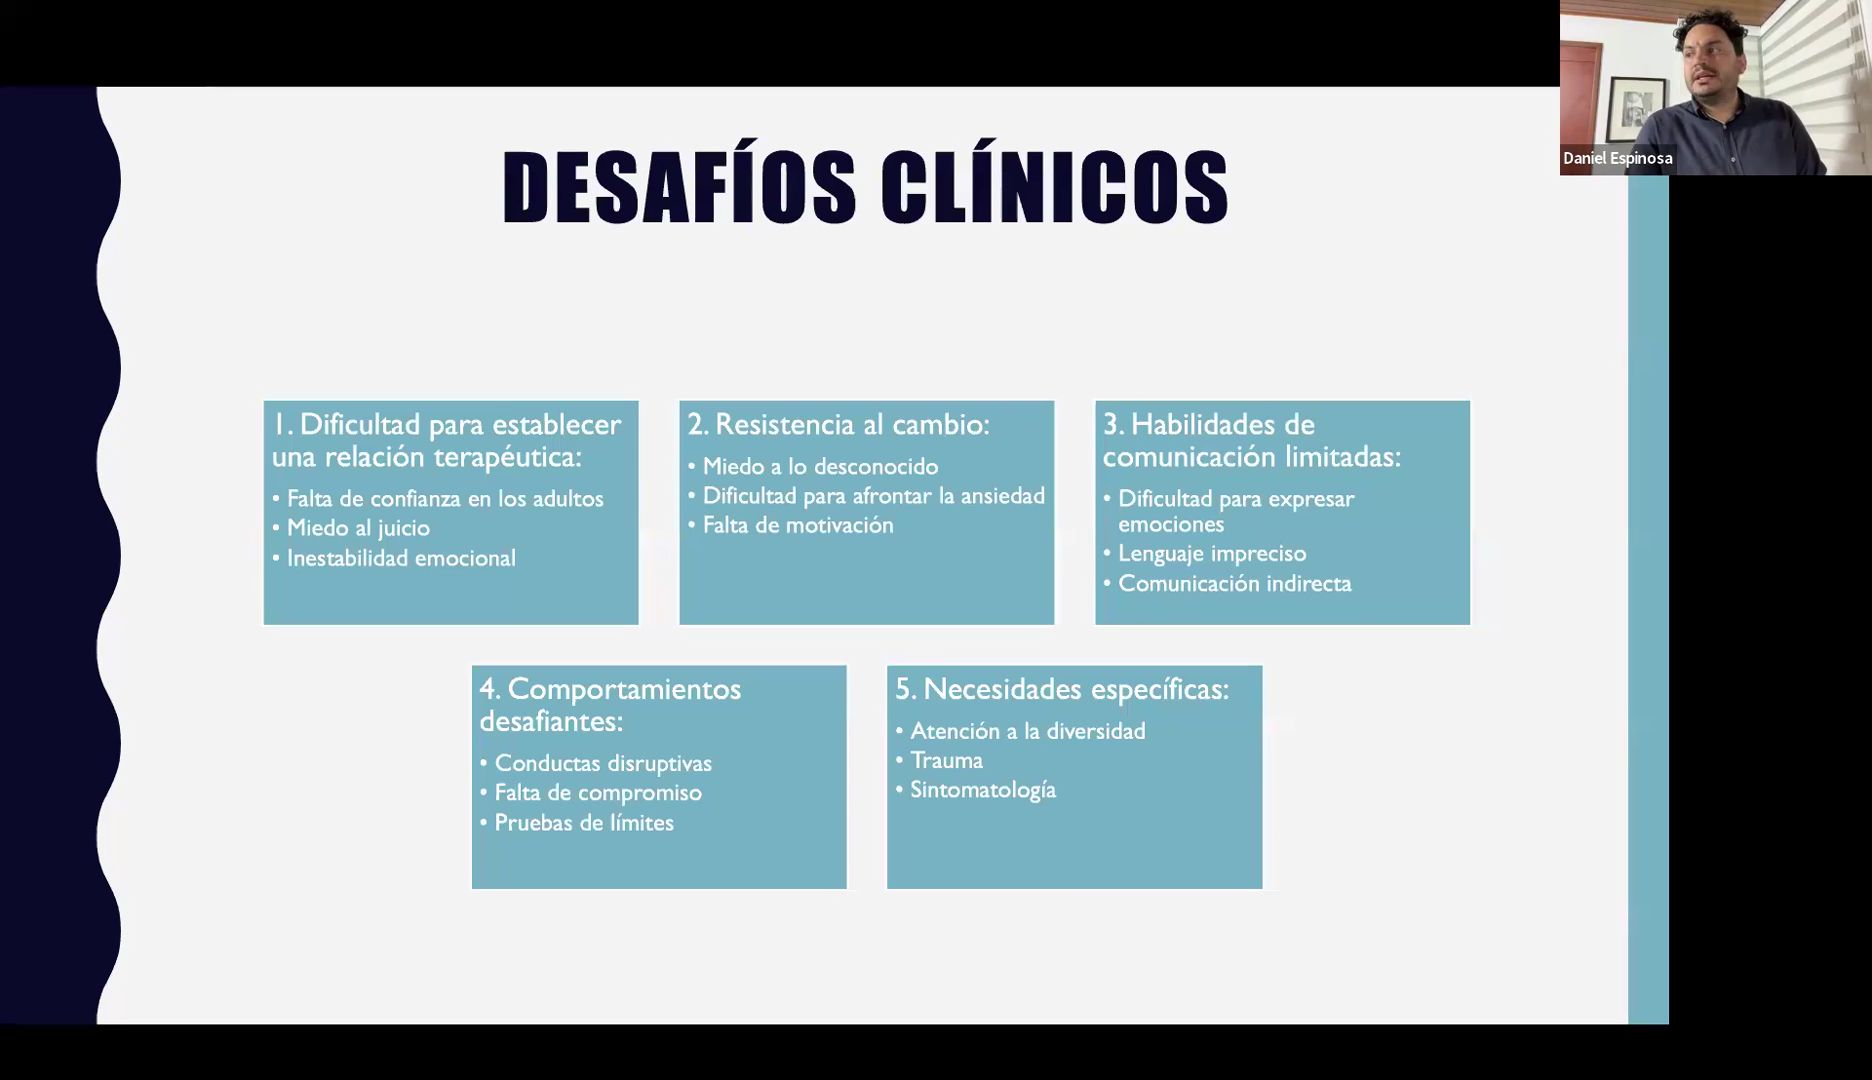 Daniel Espinosa
DESAFÍOS CLÍNICOS
1. Dificultad para establecer
una relación terapéutica:
• Falta de confianza en los adultos
• Miedo al juicio
• Inestabilidad emocional
2. Resistencia al cambio:
• Miedo a lo desconocido
• Dificultad para afrontar la ansiedad
• Falta de motivación
3. Habilidades de
comunicación limitadas:
• Dificultad para expresar
emociones
• Lenguaje impreciso
• Comunicación indirecta
4. Comportamientos
desafiantes:
• Conductas disruptivas
• Falta de compromiso
• Pruebas de límites
5. Necesidades específicas:
• Atención a la diversidad
• Trauma
• Sintomatología